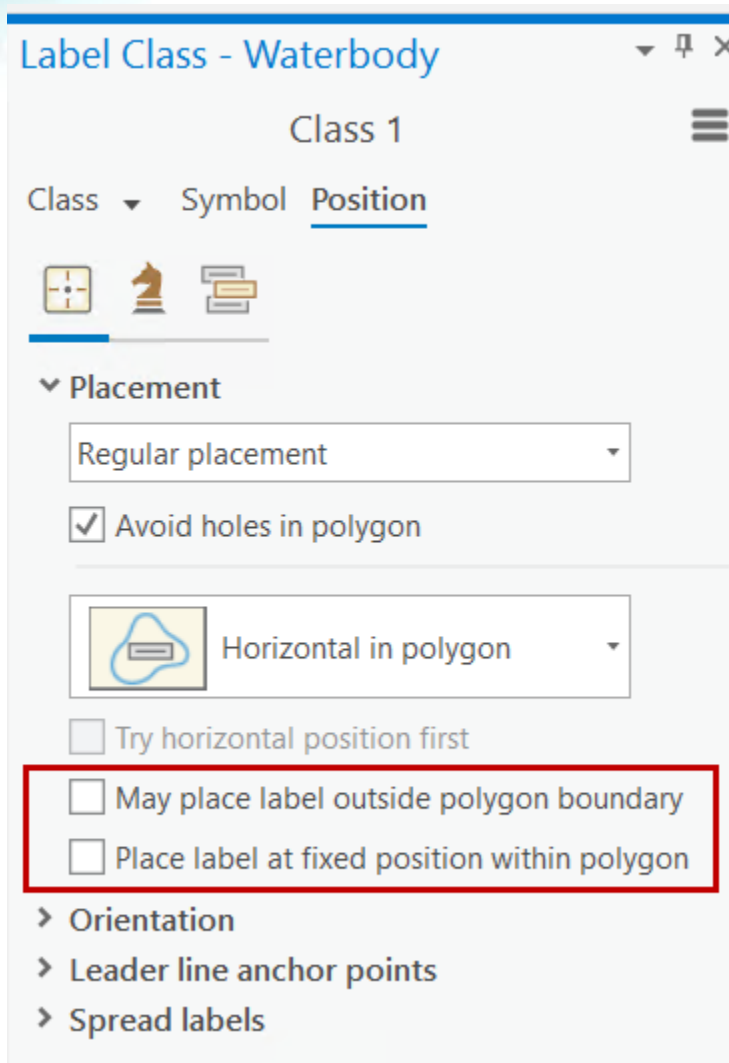 Label Class - Waterbody
Class 1
Class Symbol Position
Placement
Regular placement
Avoid holes in polygon
Horizontal in polygon
Try horizontal position first
May place label outside polygon boundary
Place label at fixed position within polygon
Orientation
Leader line anchor points
Spread labels